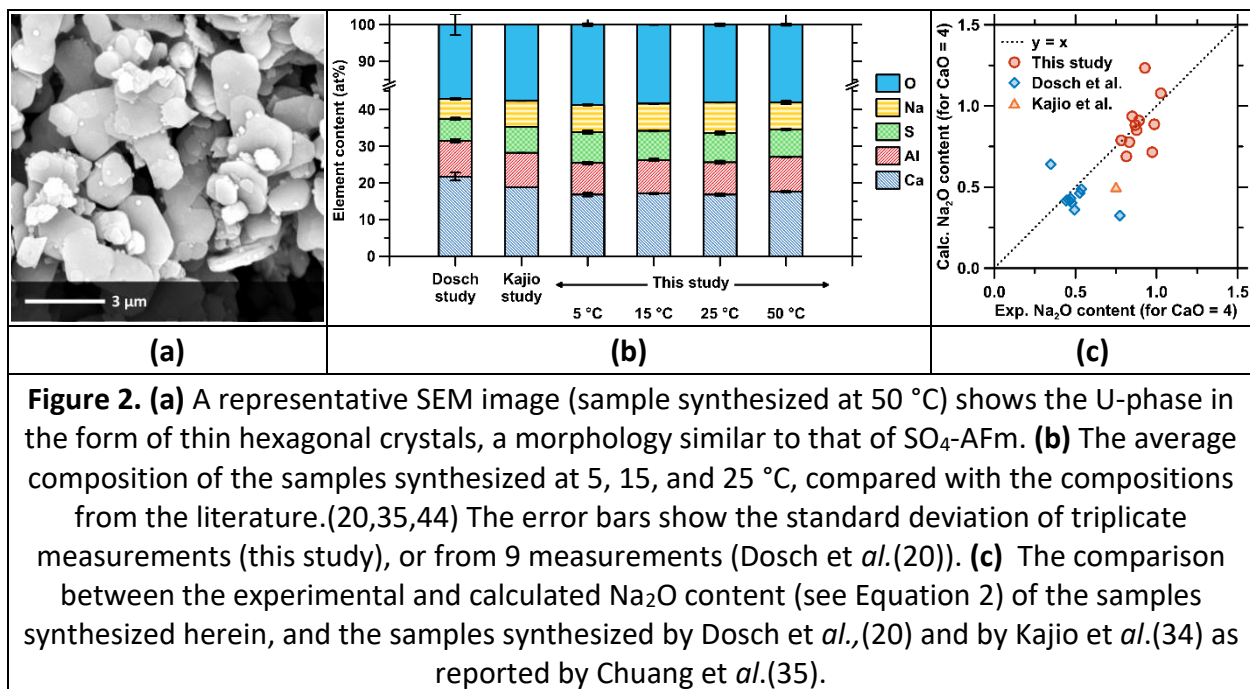 3 µm
Element content (at%)
100
90
40
30
20
10
0
O
Na
S
Al
Ca
Dosch
study
Kajio
study
This study
5 °C
15 °C
25 °C
50 °C
Calc. Na₂O content (for CaO = 4)
1.5
1.0
0.5
0.0
y = x
This study
Dosch et al.
Kajio et al.
0.0
0.5
1.0
1.5
Exp. Na₂O content (for CaO = 4)
(a)
(b)
(c)
Figure 2. (a) A representative SEM image (sample synthesized at 50 °C) shows the U-phase in
the form of thin hexagonal crystals, a morphology similar to that of SO₄-AFm. (b) The average
composition of the samples synthesized at 5, 15, and 25 °C, compared with the compositions
from the literature.(20,35,44) The error bars show the standard deviation of triplicate
measurements (this study), or from 9 measurements (Dosch et al.(20)). (c) The comparison
between the experimental and calculated Na₂O content (see Equation 2) of the samples
synthesized herein, and the samples synthesized by Dosch et al.,(20) and by Kajio et al.(34) as
reported by Chuang et al.(35).